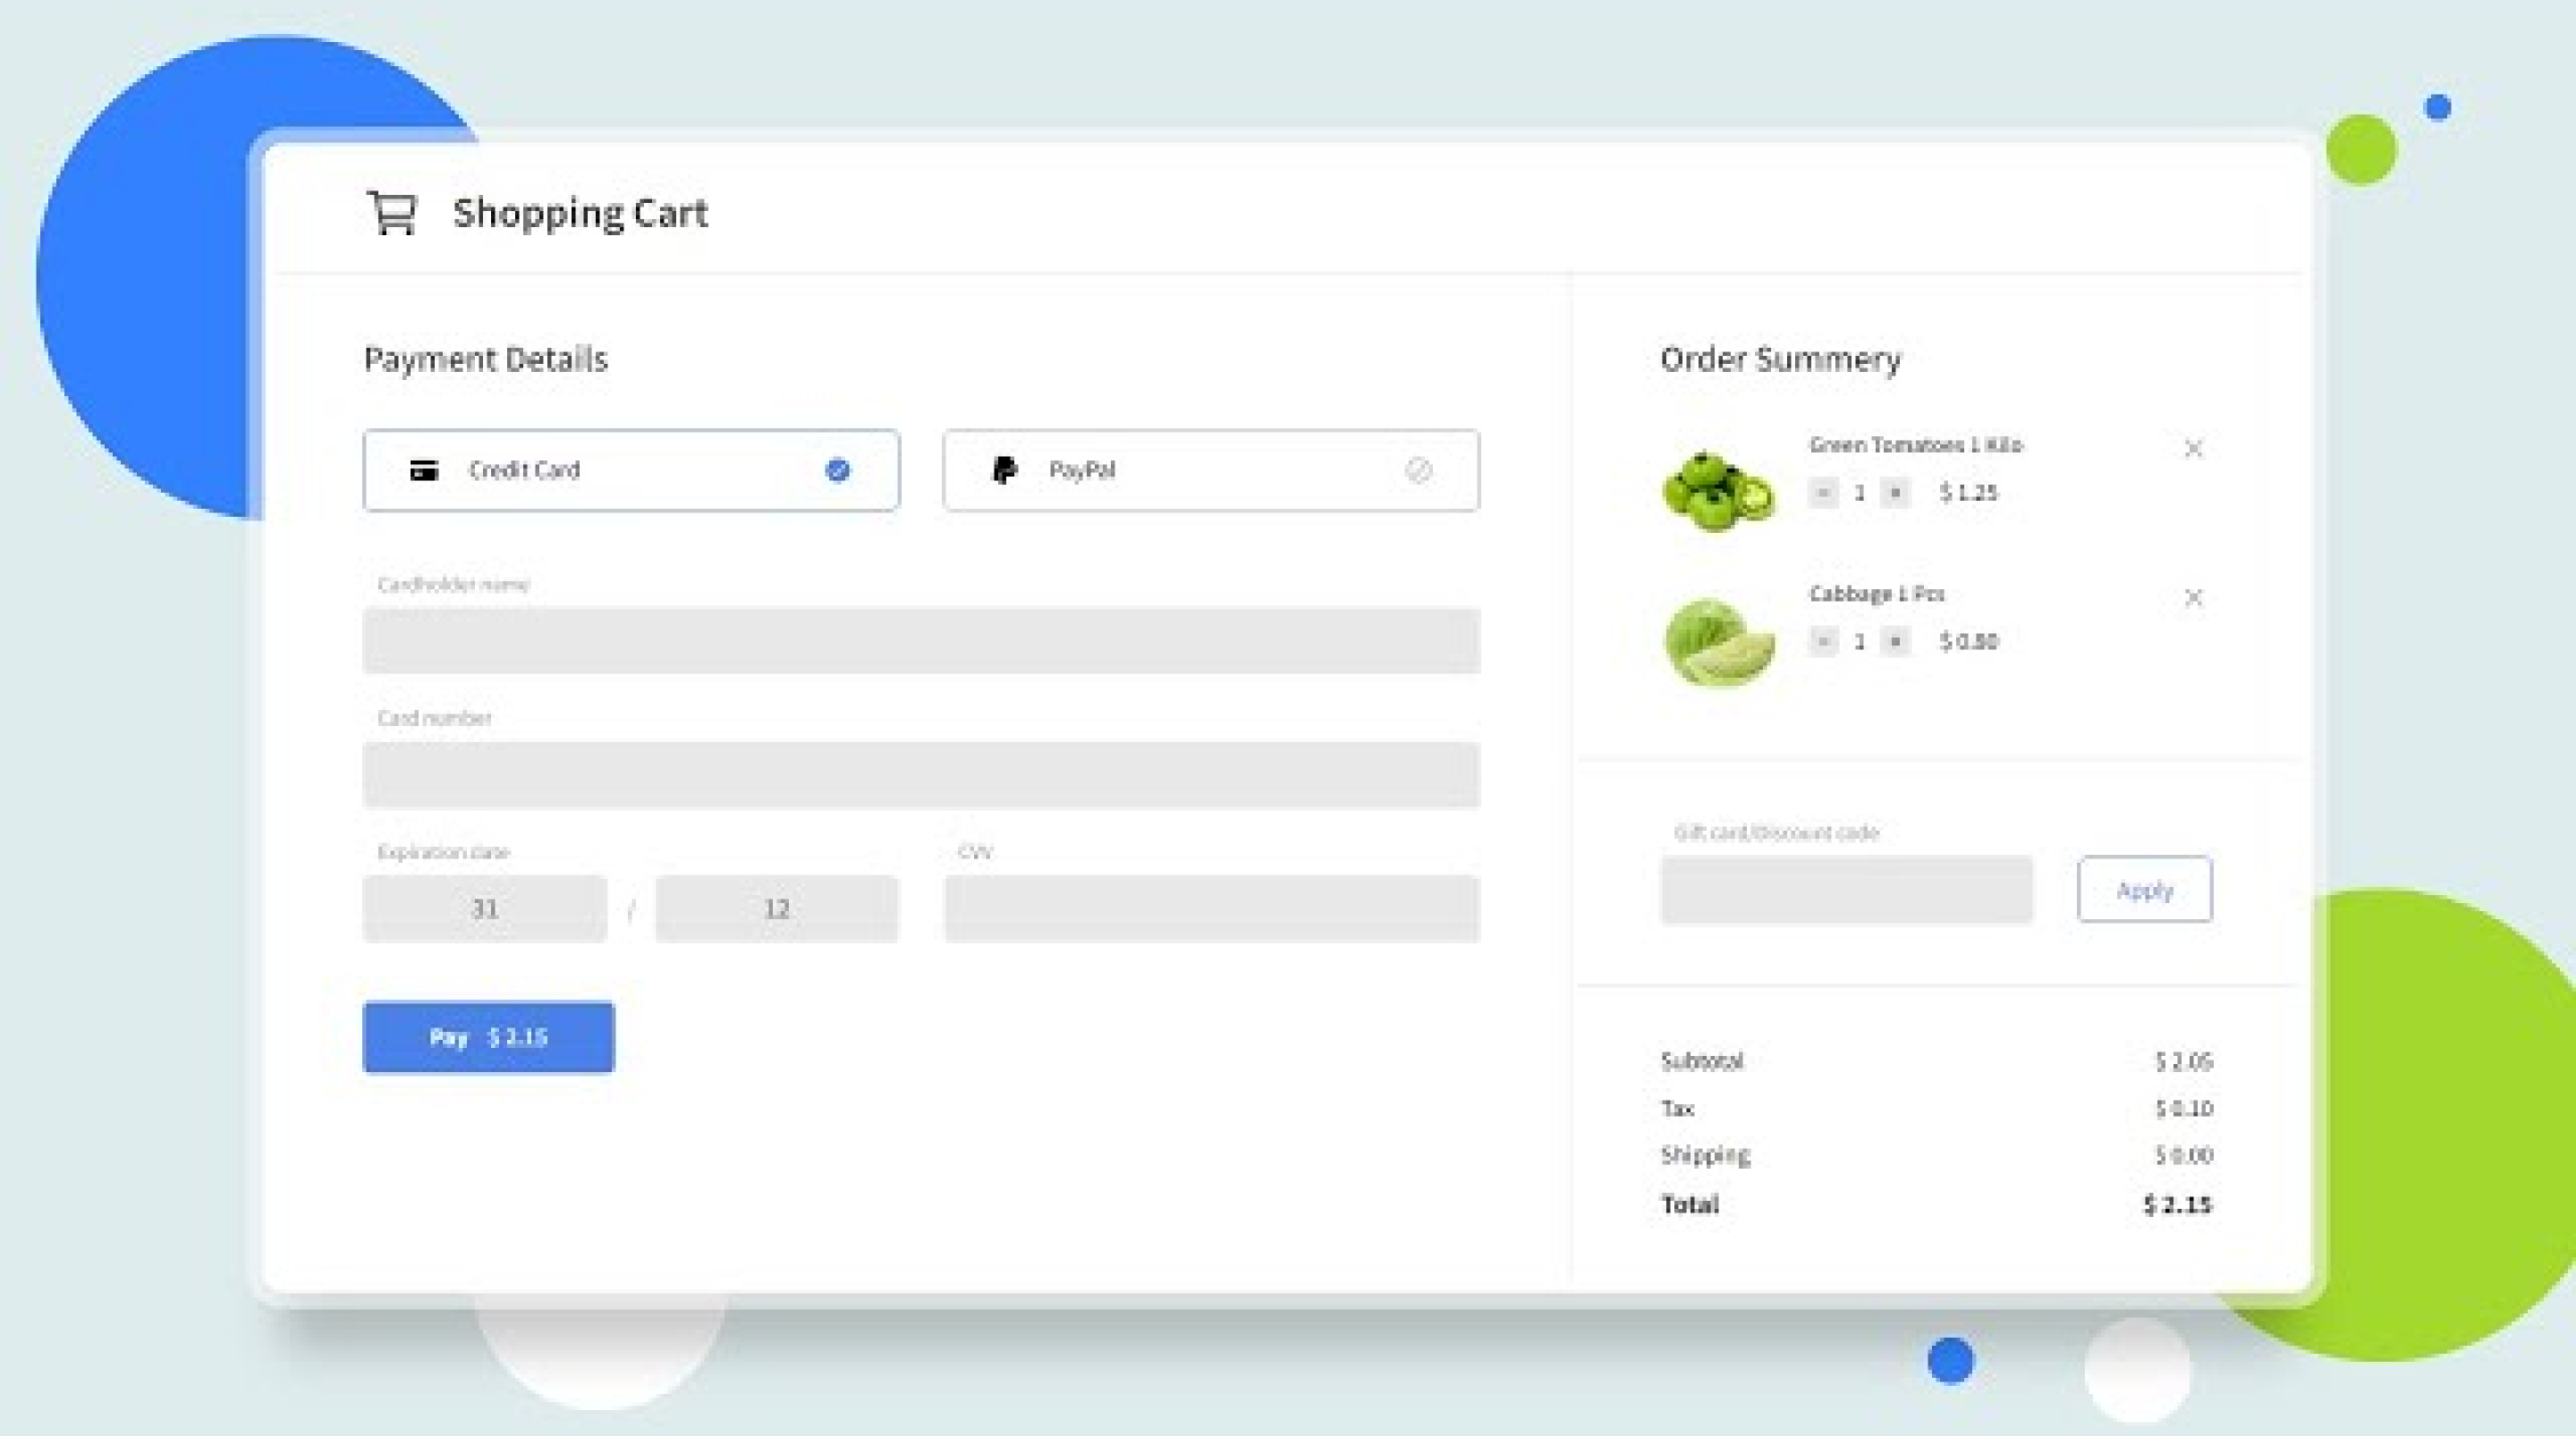 Shopping Cart
Payment Details
Credit Card
PayPal
Cardholder name
Card number
Expiration date
CVV
31 / 12
Pay $ 2.15
Order Summery
Green Tomatoes 1 Kilo
- 1 + $ 1.25
Cabbage 1 Pcs
- 1 + $ 0.80
Gift card/Discount code
Apply
Subtotal $ 2.05
Tax $ 0.10
Shipping $ 0.00
Total $ 2.15